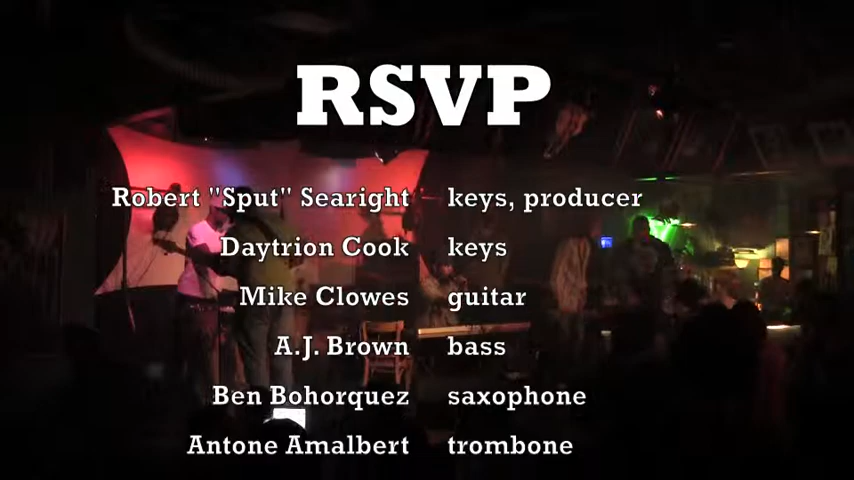 RSVP
Robert "Sput" Searight keys, producer
Daytrion Cook keys
Mike Clowes guitar
A.J. Brown bass
Ben Bohorquez saxophone
Antone Amalbert trombone